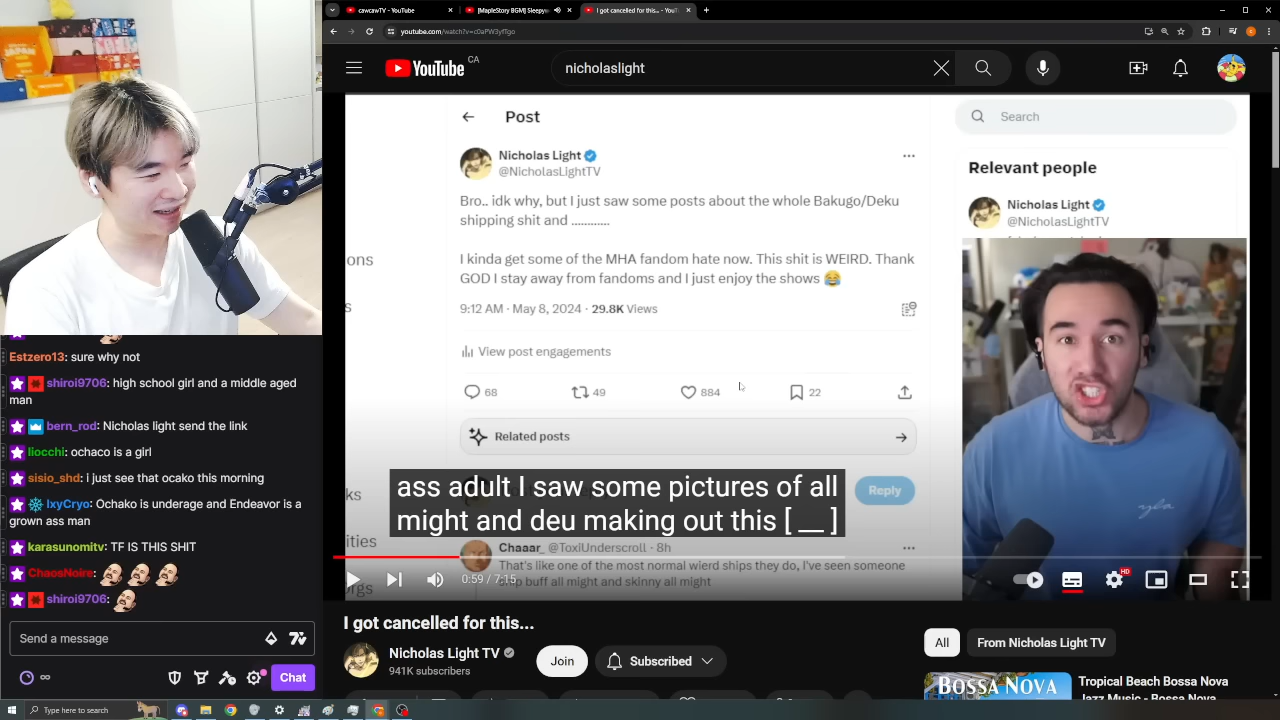 cawcawTV - YouTube
[MapleStory BGM] Sleepyw
I got cancelled for this... - YouT
youtube.com/watch?v=c0aPW3yfTgo
YouTube CA
nicholaslight
Post
Search
Nicholas Light
@NicholasLightTV
Relevant people
Bro.. idk why, but I just saw some posts about the whole Bakugo/Deku
shipping shit and ............
Nicholas Light
@NicholasLightTV
I kinda get some of the MHA fandom hate now. This shit is WEIRD. Thank
GOD I stay away from fandoms and I just enjoy the shows 😂
ons
9:12 AM · May 8, 2024 · 29.8K Views
View post engagements
68 49 884 22
Related posts
Reply
ass adult I saw some pictures of all
might and deu making out this [ __ ]
ities
Chaaar_ @ToxiUnderscroll · 8h
That's like one of the most normal wierd ships they do, I've seen someone
buff all might and skinny all might
0:59 / 7:15
HD
I got cancelled for this...
Nicholas Light TV
941K subscribers
Join
Subscribed
All
From Nicholas Light TV
BOSSA NOVA
Tropical Beach Bossa Nova
Jazz Music - Bossa Nova
Estzero13: sure why not
shiroi9706: high school girl and a middle aged
man
bern_rod: Nicholas light send the link
liocchi: ochaco is a girl
sisio_shd: i just see that ocako this morning
IxyCryo: Ochako is underage and Endeavor is a
grown ass man
karasunomitv: TF IS THIS SHIT
ChaosNoire:
shiroi9706:
Send a message
∞
Chat
Type here to search